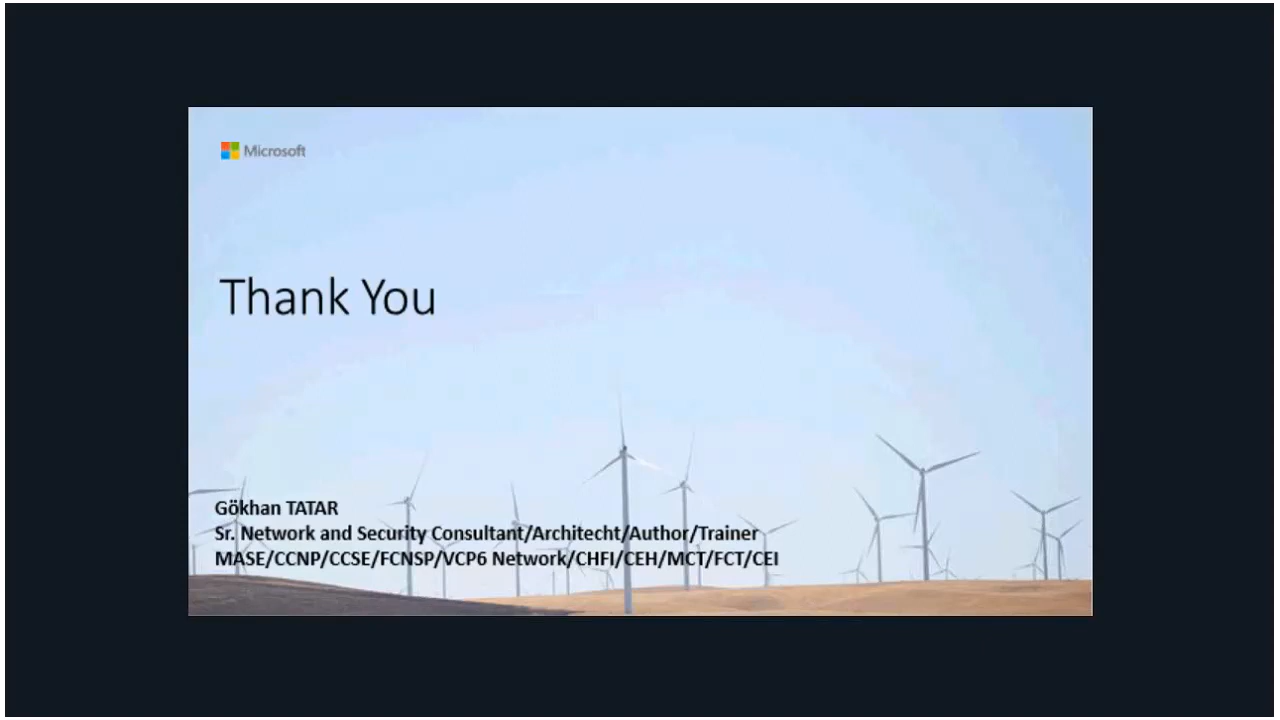 Microsoft
Thank You
Gökhan TATAR
Sr. Network and Security Consultant/Architecht/Author/Trainer
MASE/CCNP/CCSE/FCNSP/VCP6 Network/CHFI/CEH/MCT/FCT/CEI